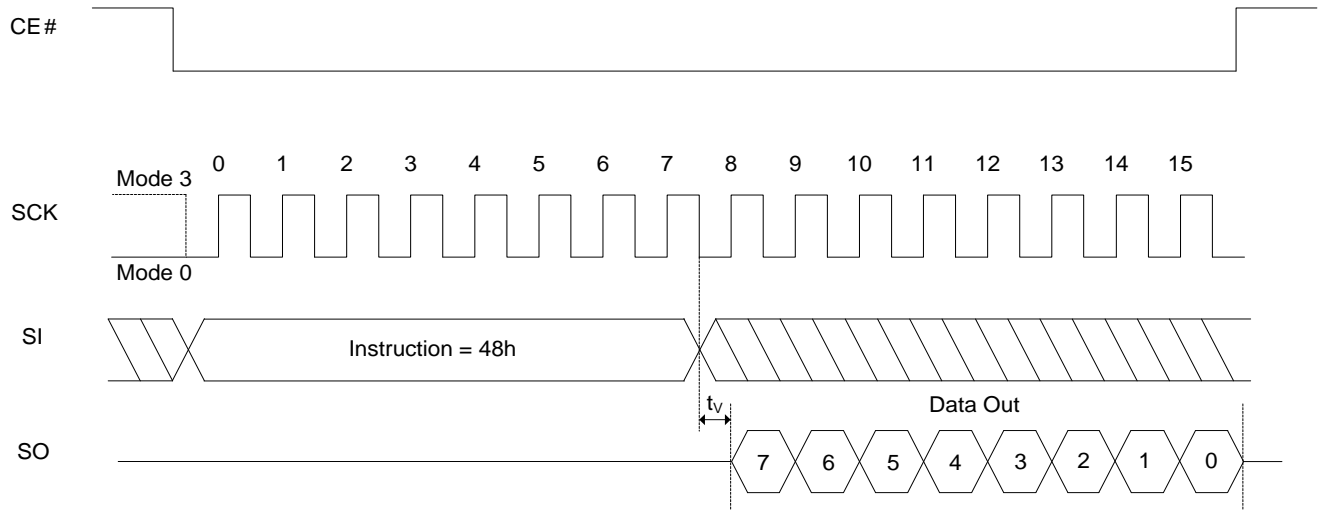 CE#
0 1 2 3 4 5 6 7 8 9 10 11 12 13 14 15
Mode 3
SCK
Mode 0
SI
Instruction = 48h
tV
Data Out
SO
7 6 5 4 3 2 1 0